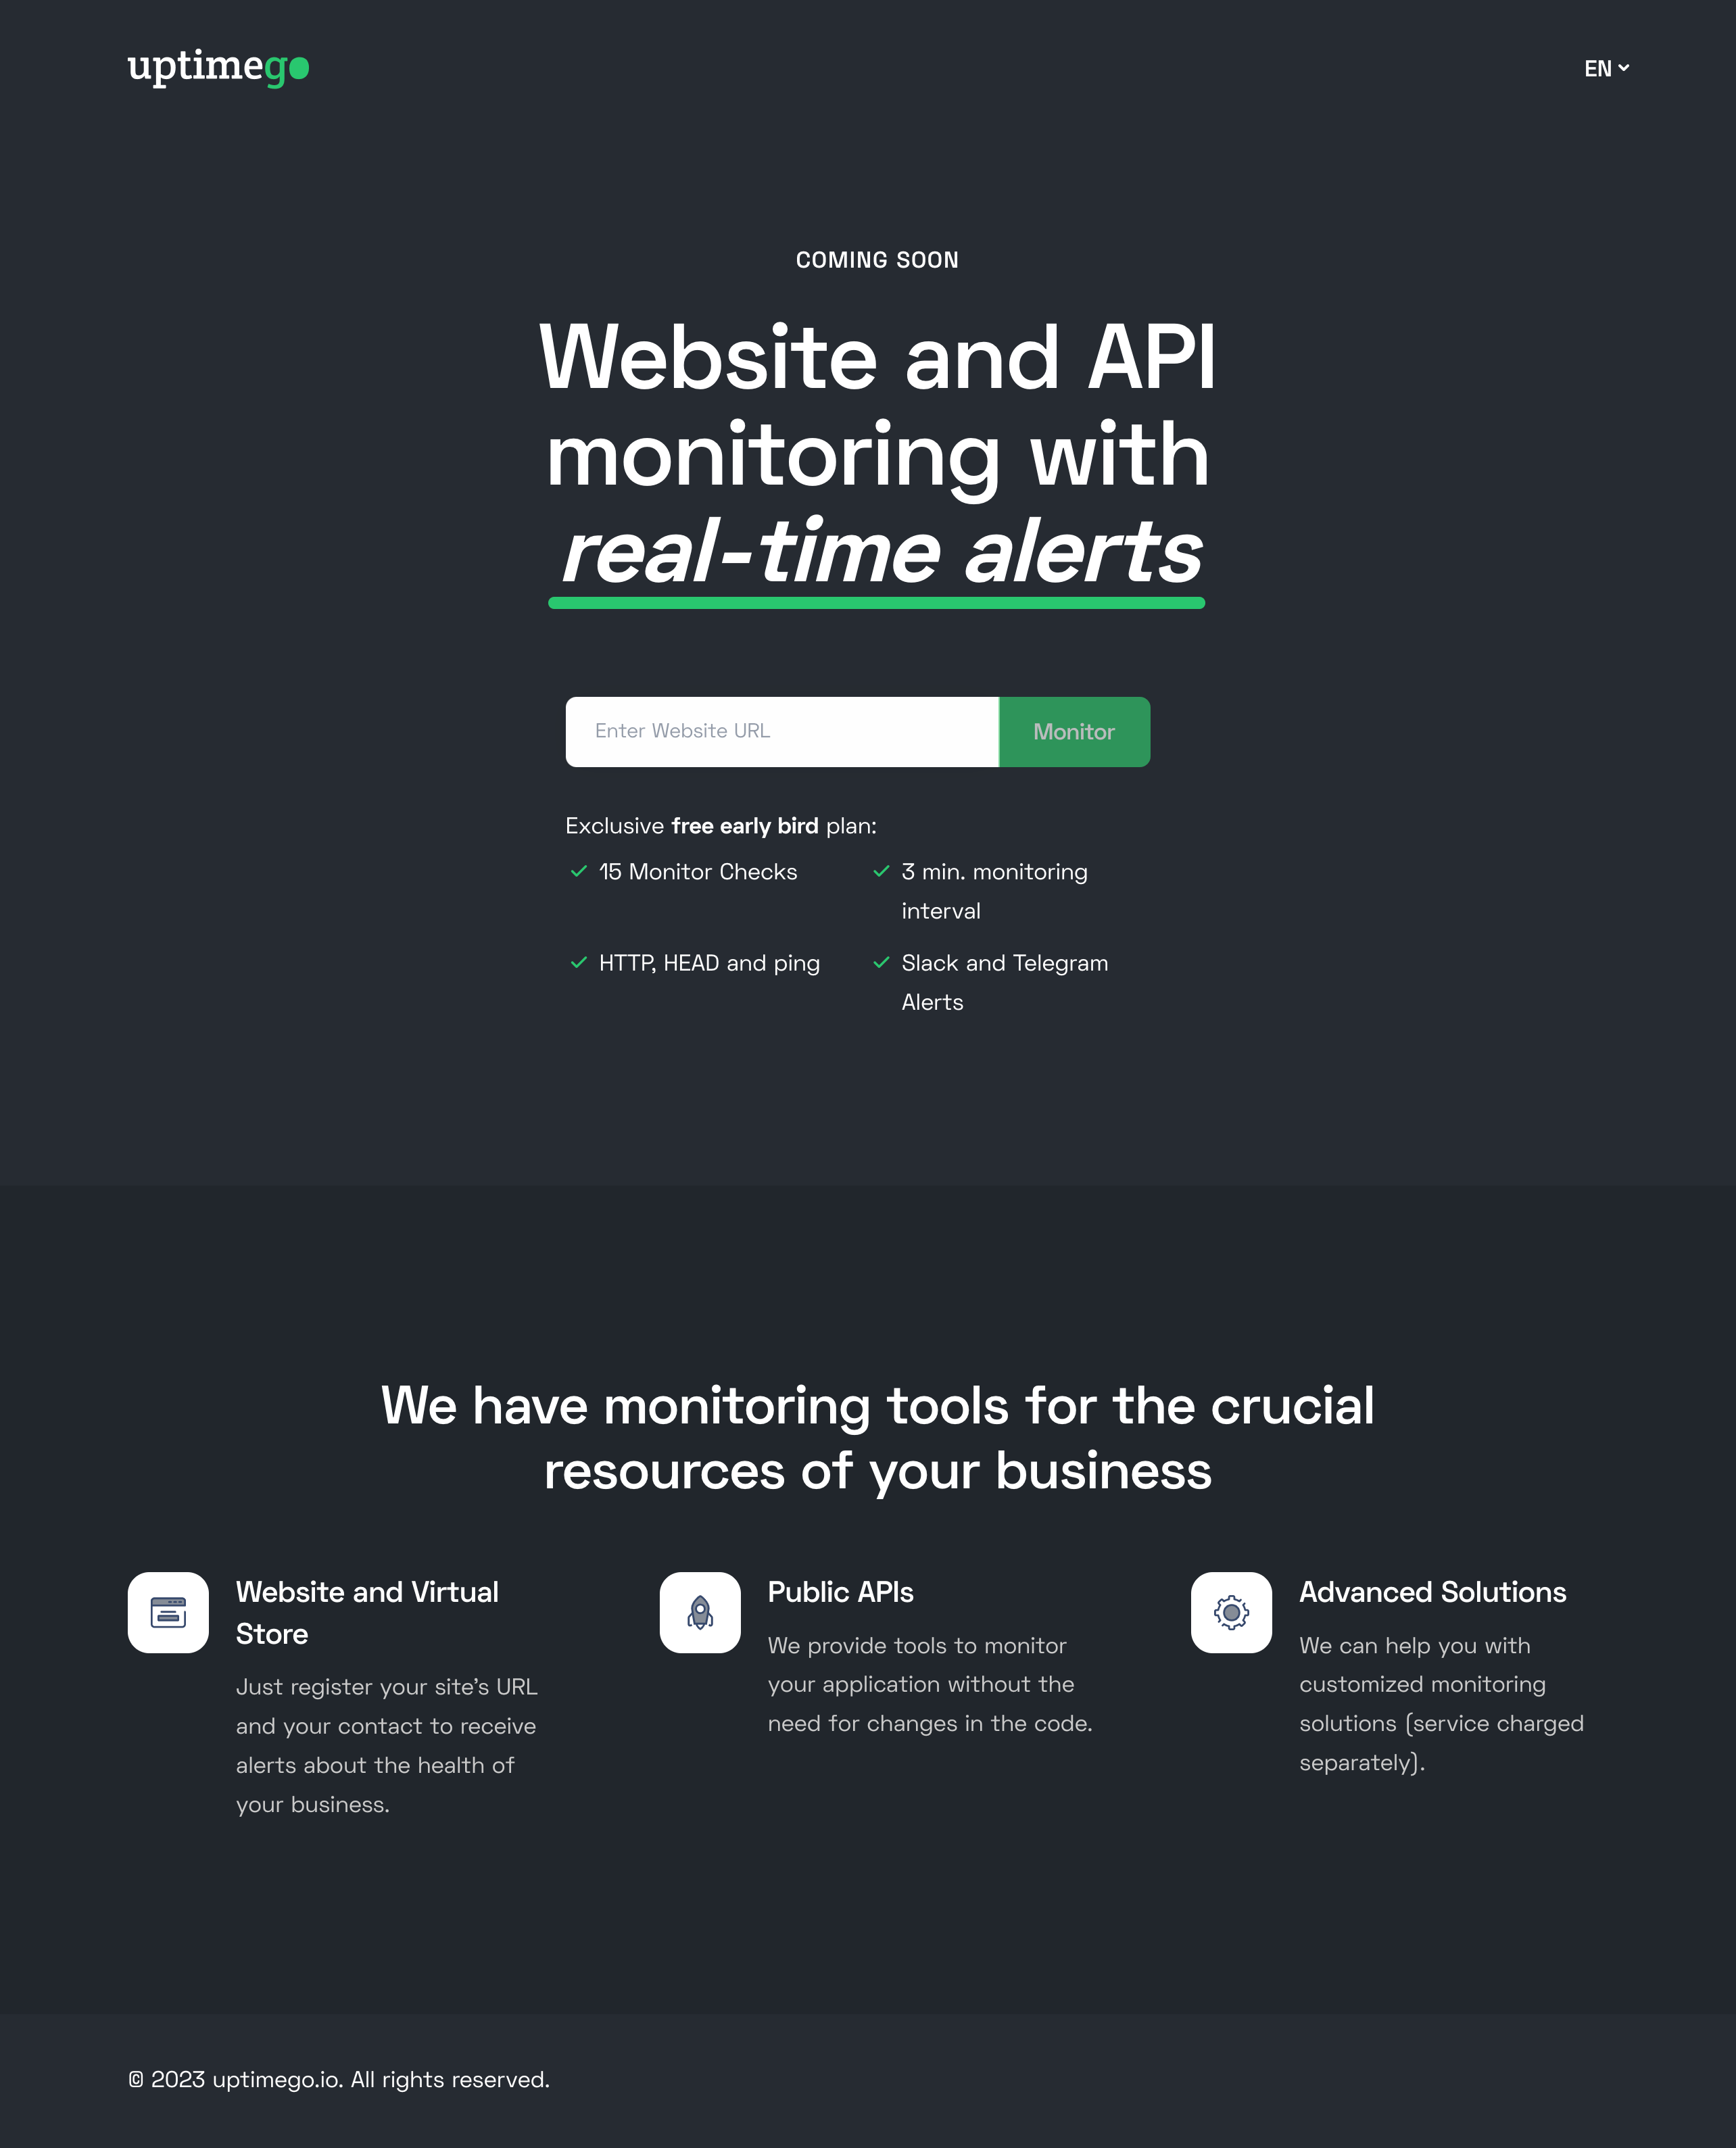 uptimego
EN
COMING SOON
Website and API
monitoring with
real-time alerts
Enter Website URL
Monitor
Exclusive free early bird plan:
15 Monitor Checks
3 min. monitoring
interval
HTTP, HEAD and ping
Slack and Telegram
Alerts
We have monitoring tools for the crucial
resources of your business
Website and Virtual
Store
Just register your site's URL
and your contact to receive
alerts about the health of
your business.
Public APIs
We provide tools to monitor
your application without the
need for changes in the code.
Advanced Solutions
We can help you with
customized monitoring
solutions (service charged
separately).
© 2023 uptimego.io. All rights reserved.